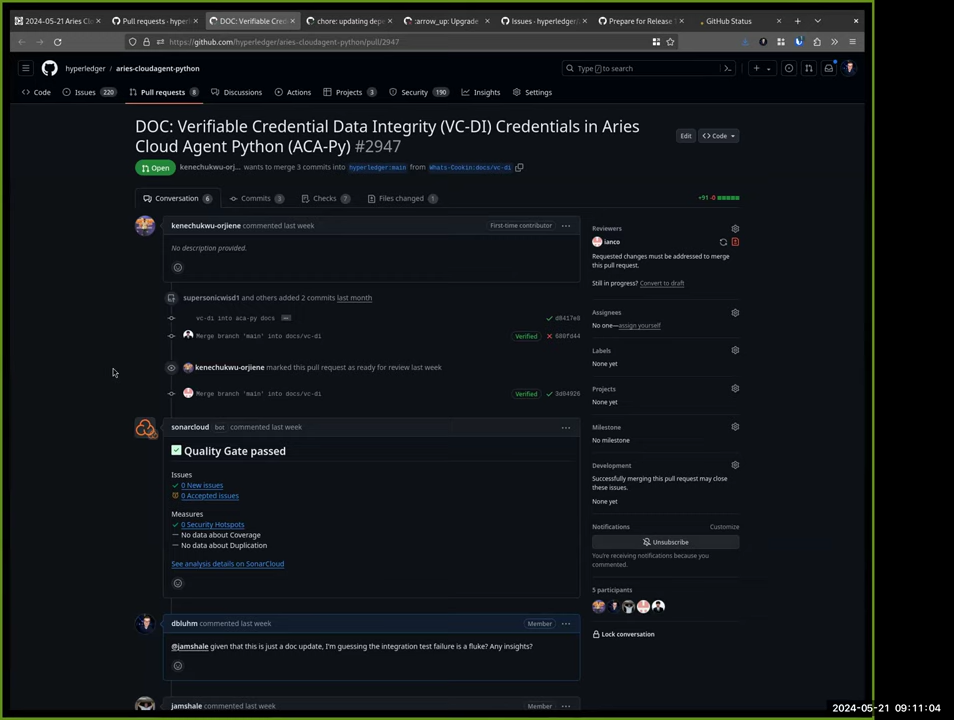 2024-05-21 Aries Cl
Pull requests · hyperl
DOC: Verifiable Cred
chore: updating dep
:arrow_up: Upgrade
Issues · hyperledger/
Prepare for Release
GitHub Status
https://github.com/hyperledger/aries-cloudagent-python/pull/2947
hyperledger / aries-cloudagent-python
Type / to search
Code
Issues 220
Pull requests 8
Discussions
Actions
Projects 3
Security 190
Insights
Settings
DOC: Verifiable Credential Data Integrity (VC-DI) Credentials in Aries
Cloud Agent Python (ACA-Py) #2947
Edit
Code
Open
kenechukwu-orj... wants to merge 3 commits into hyperledger:main from Whats-Cookin:docs/vc-di
Conversation 6
Commits 3
Checks 7
Files changed 1
+91 -0
kenechukwu-orjiene commented last week
First-time contributor
No description provided.
supersonicwisd1 and others added 2 commits last month
vc-di into aca-py docs ...
d8417e6
Merge branch 'main' into docs/vc-di
Verified
680fd44
kenechukwu-orjiene marked this pull request as ready for review last week
Merge branch 'main' into docs/vc-di
Verified
3d04926
sonarcloud bot commented last week
Quality Gate passed
Issues
0 New issues
0 Accepted issues
Measures
0 Security Hotspots
No data about Coverage
No data about Duplication
See analysis details on SonarCloud
dbluhm commented last week
Member
@jamshale given that this is just a doc update, I'm guessing the integration test failure is a fluke? Any insights?
jamshale commented last week
Member
Reviewers
ianco
Requested changes must be addressed to merge
this pull request.
Still in progress? Convert to draft
Assignees
No one—assign yourself
Labels
None yet
Projects
None yet
Milestone
No milestone
Development
Successfully merging this pull request may close
these issues.
None yet
Notifications
Customize
Unsubscribe
You're receiving notifications because you
commented.
5 participants
Lock conversation
2024-05-21 09:11:04